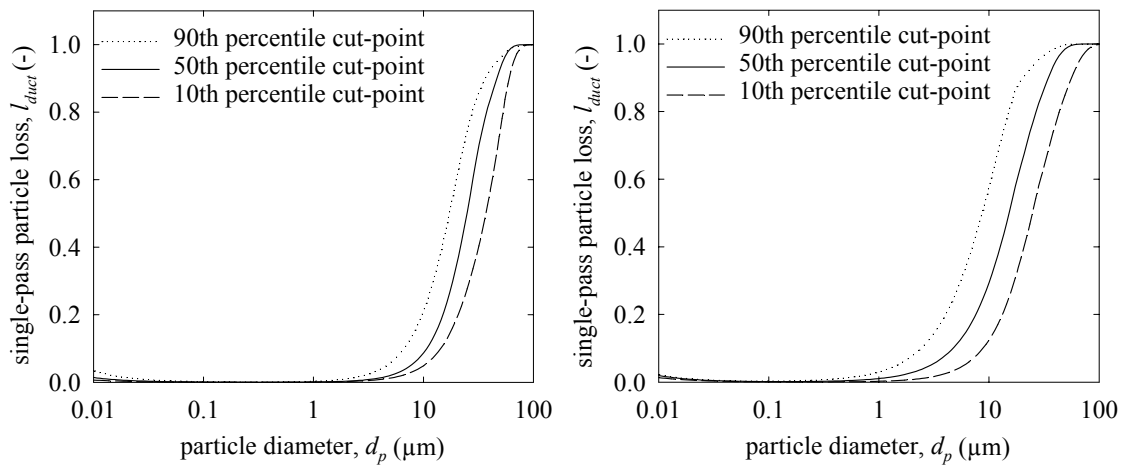 1.0
0.8
0.6
0.4
0.2
0.0
single-pass particle loss, l_duct (-)
90th percentile cut-point
50th percentile cut-point
10th percentile cut-point
0.01 0.1 1 10 100
particle diameter, d_p (µm)
1.0
0.8
0.6
0.4
0.2
0.0
single-pass particle loss, l_duct (-)
90th percentile cut-point
50th percentile cut-point
10th percentile cut-point
0.01 0.1 1 10 100
particle diameter, d_p (µm)